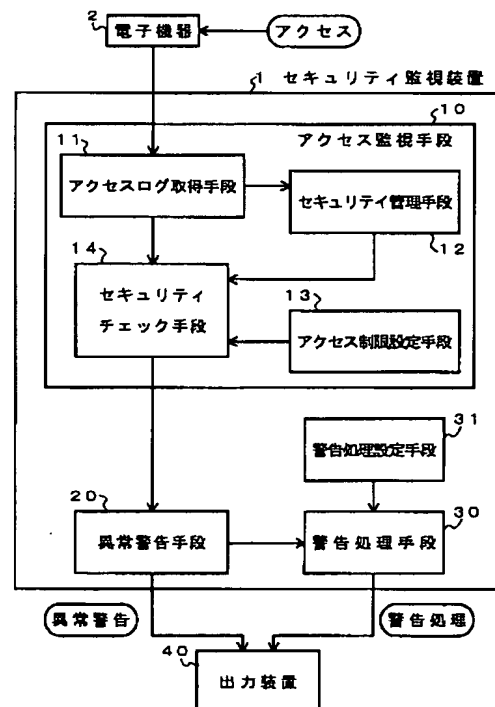 2
電子機器
アクセス
1 セキュリティ監視装置
10
アクセス監視手段
11
アクセスログ取得手段
セキュリティ管理手段
12
14
セキュリティ
チェック手段
13
アクセス制限設定手段
31
警告処理設定手段
20
異常警告手段
30
警告処理手段
異常警告
警告処理
40
出力装置